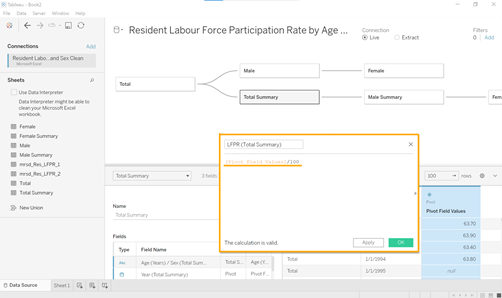 Tableau - Book2
File Data Server Window Help
Connections Add
Resident Labo...and Sex Clean
Microsoft Excel
Sheets
Use Data Interpreter
Data Interpreter might be able to
clean your Microsoft Excel
workbook.
Female
Female Summary
Male
Male Summary
mrsd_Res_LFPR_1
mrsd_Res_LFPR_2
Total
Total Summary
New Union
Data Source Sheet 1
Resident Labour Force Participation Rate by Age ...
Connection
Live Extract
Filters
0 Add
Total
Male
Female
Total Summary
Male Summary
Fem
LFPR (Total Summary)
[Pivot Field Values]/100
The calculation is valid.
Apply OK
Total Summary 3 fields
100 rows
Name
Total Summary
Fields
Type Field Name
Age (Years) / Sex (Total Sum... Total S... Age (Y...
Year (Total Summary) Pivot Pivot F...
Pivot
Pivot Field Values
63.70
63.90
63.40
Total 1/1/1994 63.80
Total 1/1/1995 null